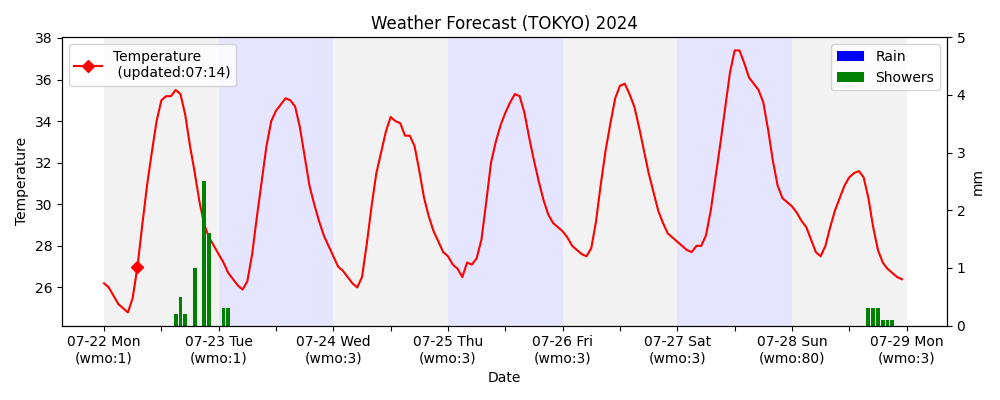 Weather Forecast (TOKYO) 2024
Temperature
(updated:07:14)
Rain
Showers
38
36
34
32
30
28
26
Temperature
5
4
3
2
1
0
mm
07-22 Mon
(wmo:1)
07-23 Tue
(wmo:1)
07-24 Wed
(wmo:3)
07-25 Thu
(wmo:3)
07-26 Fri
(wmo:3)
07-27 Sat
(wmo:3)
07-28 Sun
(wmo:80)
07-29 Mon
(wmo:3)
Date